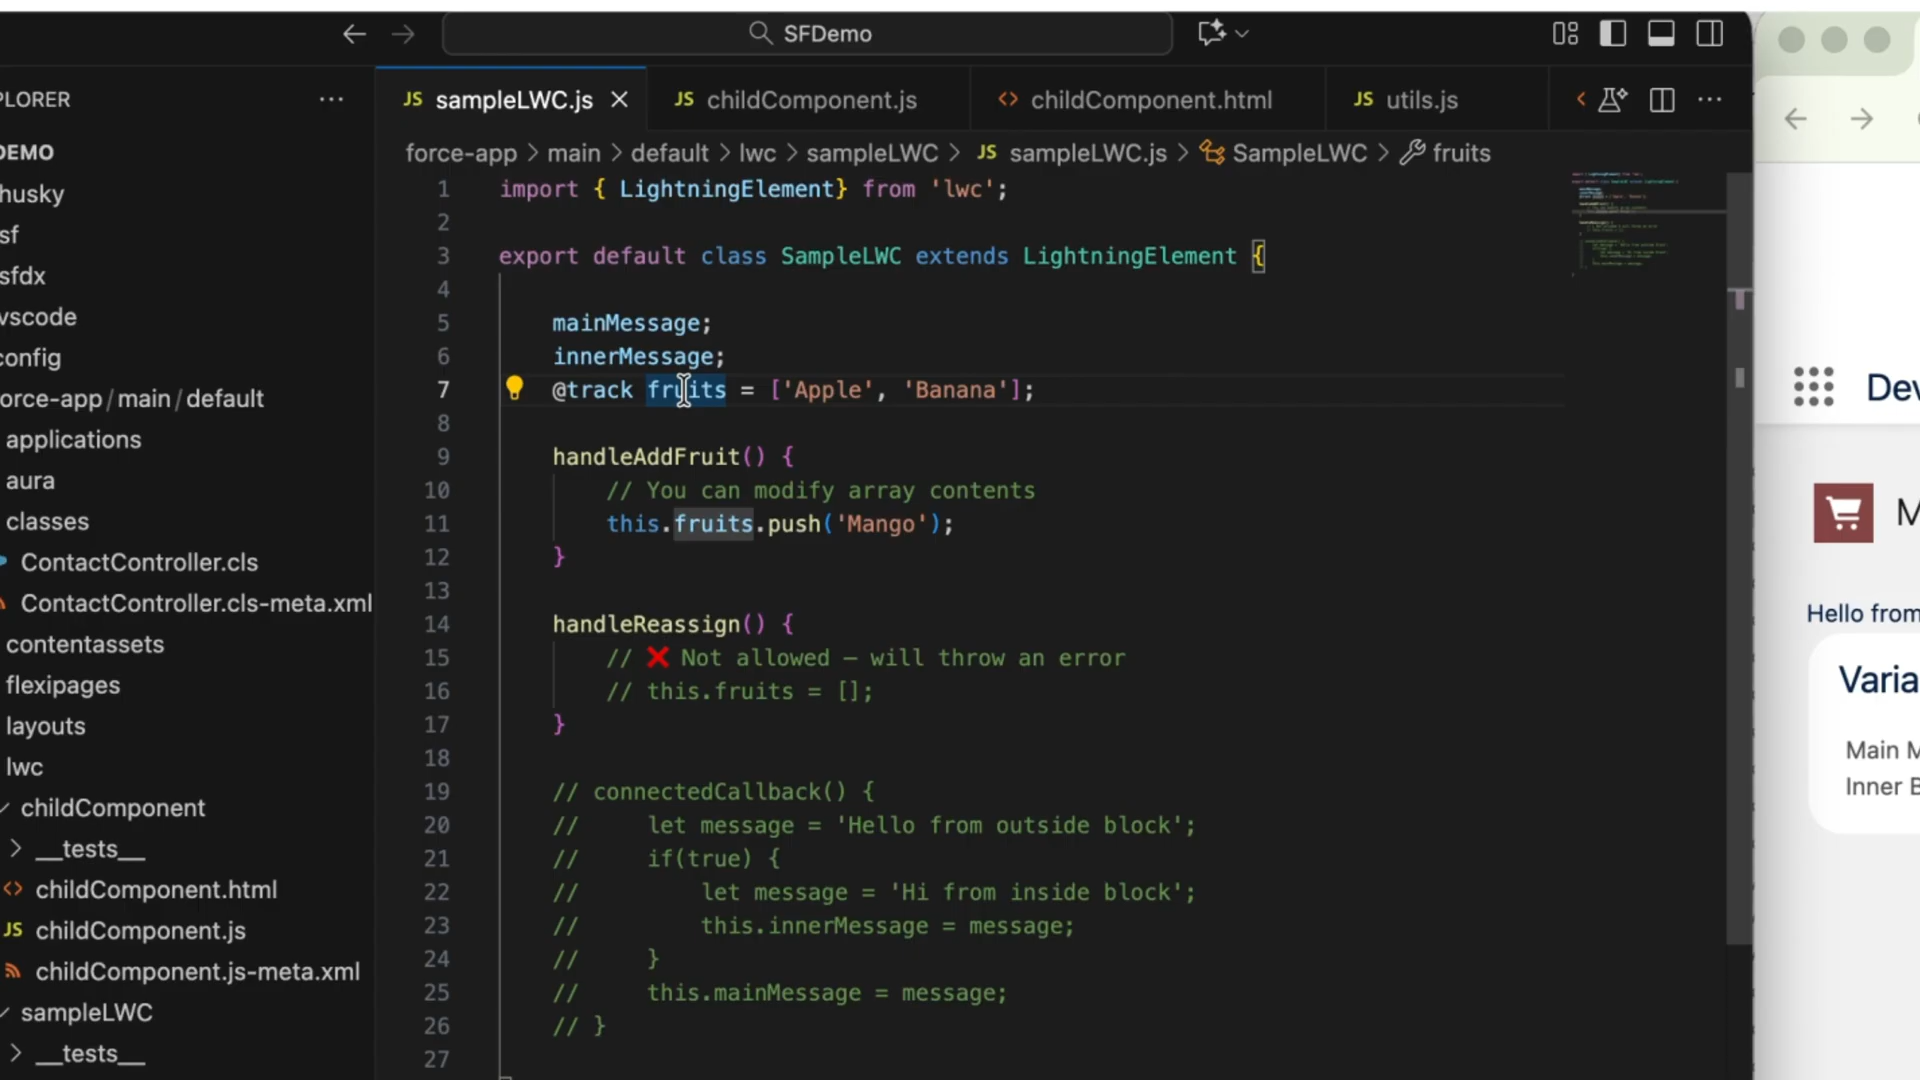 SFDemo
PLORER
sampleLWC.js
childComponent.js
childComponent.html
utils.js
DEMO
force-app > main > default > lwc > sampleLWC > JS sampleLWC.js > SampleLWC > fruits
husky
sf
sfdx
vscode
config
orce-app/main/default
applications
aura
classes
ContactController.cls
ContactController.cls-meta.xml
contentassets
flexipages
layouts
lwc
childComponent
__tests__
childComponent.html
JS childComponent.js
childComponent.js-meta.xml
sampleLWC
__tests__
1 import { LightningElement} from 'lwc';
2
3 export default class SampleLWC extends LightningElement {
4
5 mainMessage;
6 innerMessage;
7 @track fruits = ['Apple', 'Banana'];
8
9 handleAddFruit() {
10 // You can modify array contents
11 this.fruits.push('Mango');
12 }
13
14 handleReassign() {
15 // ❌ Not allowed – will throw an error
16 // this.fruits = [];
17 }
18
19 // connectedCallback() {
20 // let message = 'Hello from outside block';
21 // if(true) {
22 // let message = 'Hi from inside block';
23 // this.innerMessage = message;
24 // }
25 // this.mainMessage = message;
26 // }
27
Dev
M
Hello from
Varia
Main M
Inner B